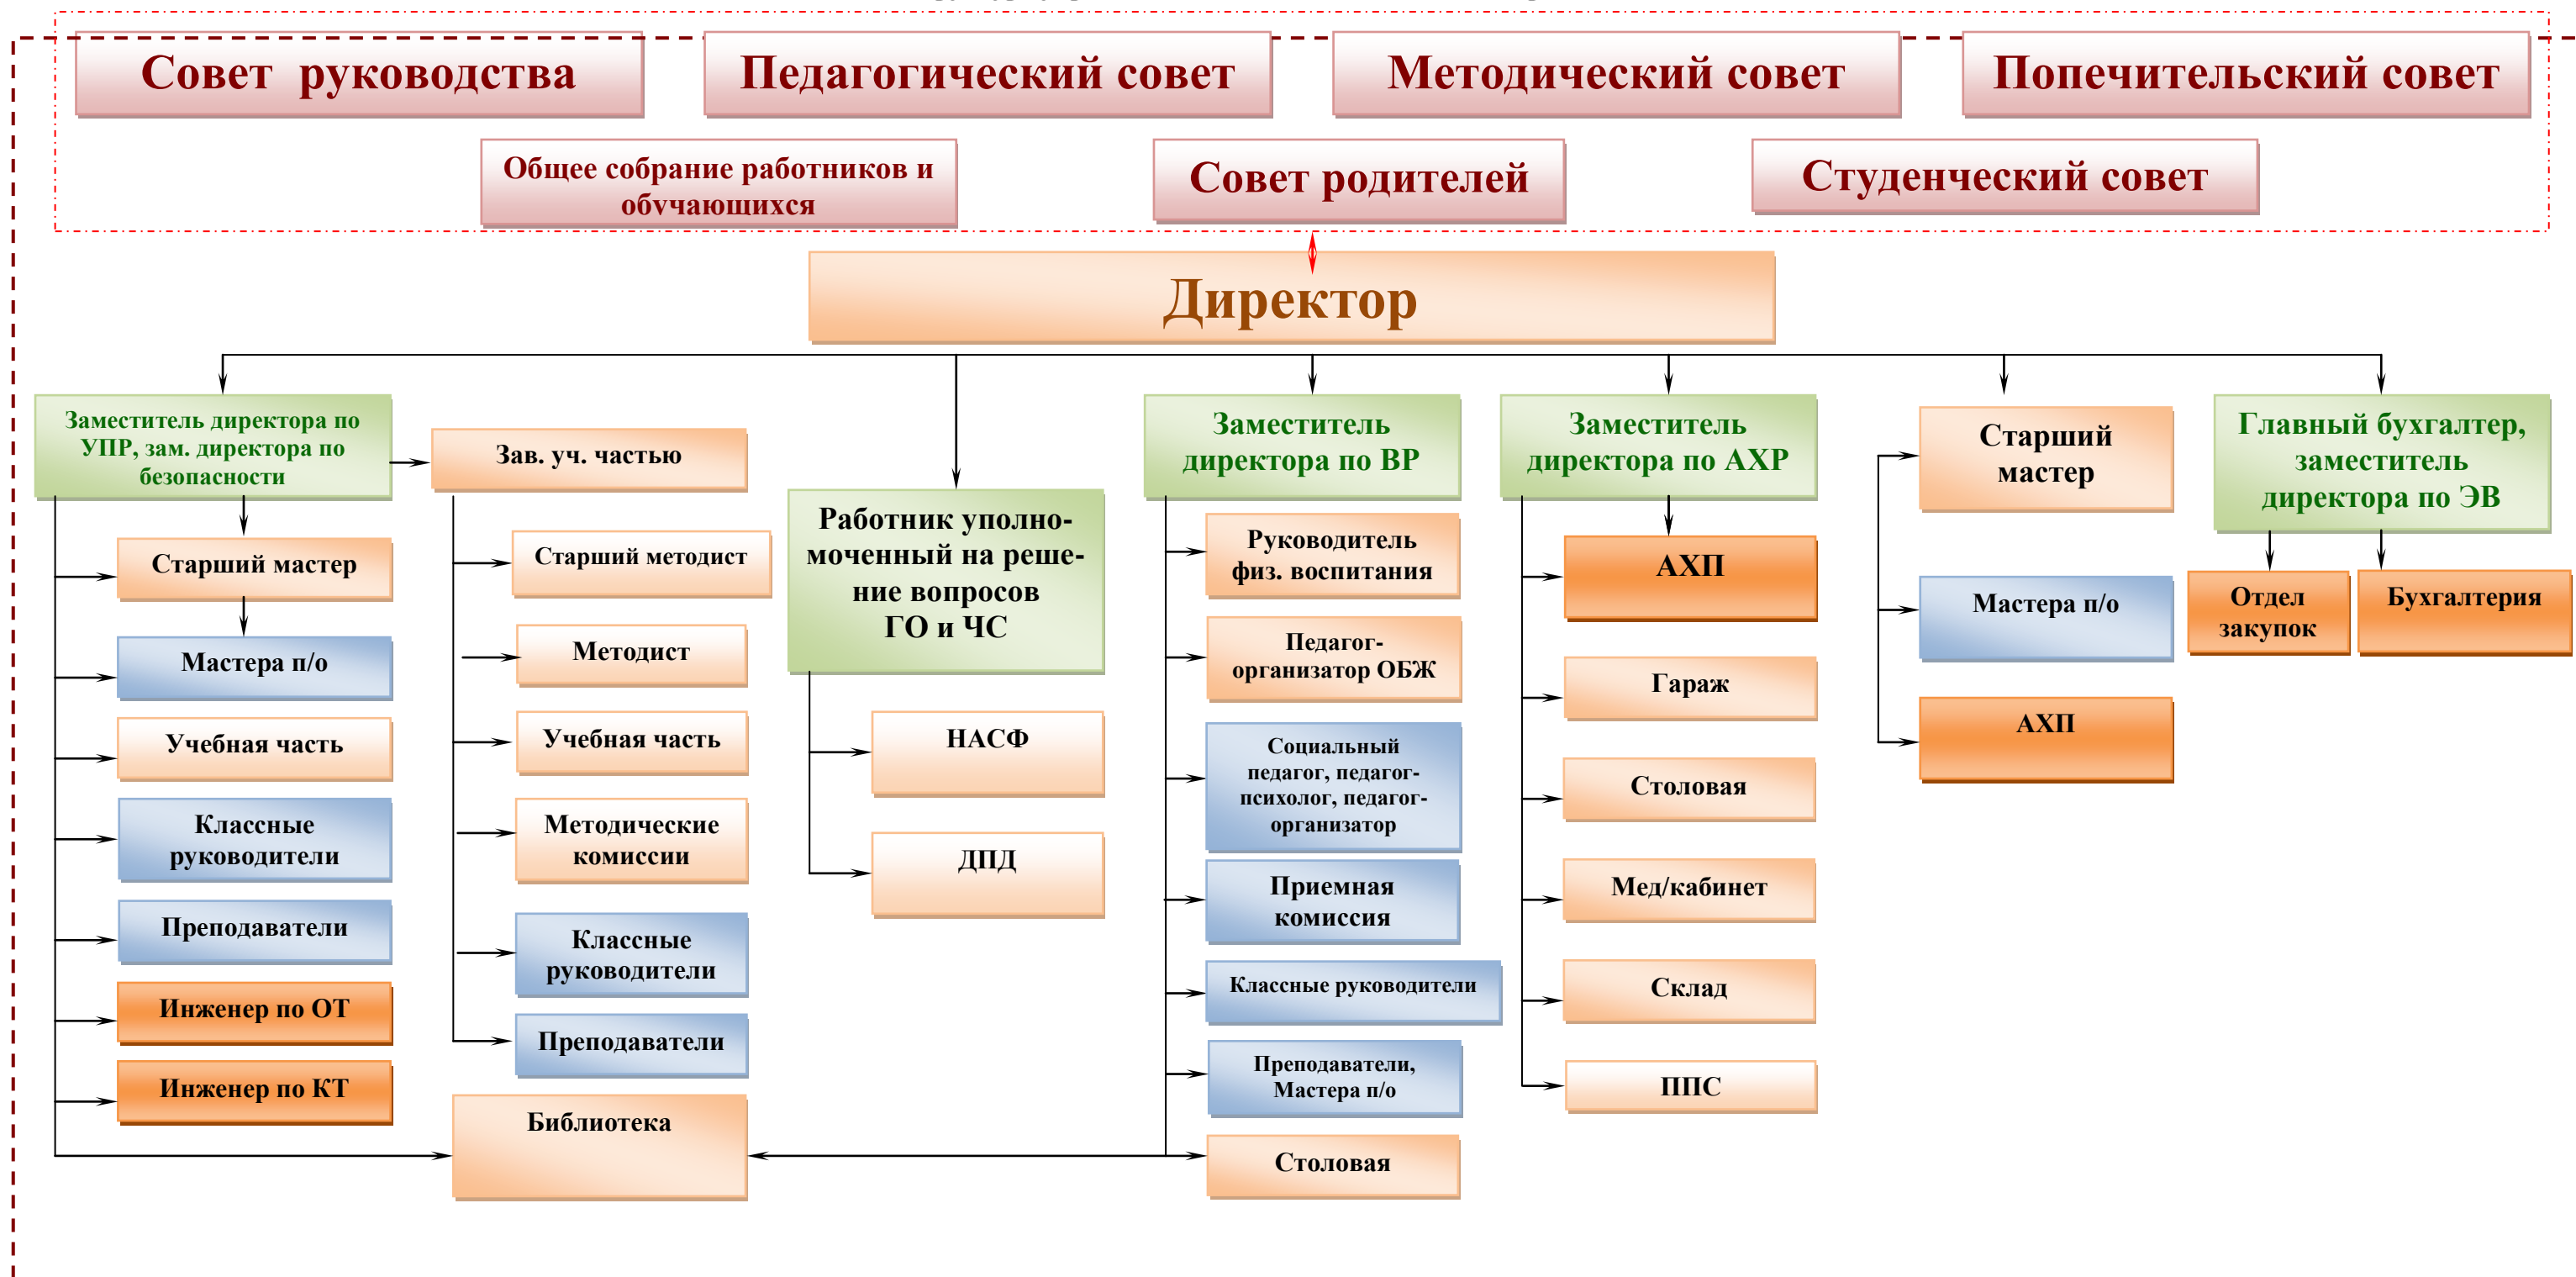 Совет руководства
Педагогический совет
Методический совет
Попечительский совет
Общее собрание работников и
обучающихся
Совет родителей
Студенческий совет
Директор
Заместитель директора по
УПР, зам. директора по
безопасности
Старший мастер
Мастера п/о
Учебная часть
Классные
руководители
Преподаватели
Инженер по ОТ
Инженер по КТ
Зав. уч. частью
Старший методист
Методист
Учебная часть
Методические
комиссии
Классные
руководители
Преподаватели
Библиотека
Работник уполно-
моченный на реше-
ние вопросов
ГО и ЧС
НАСФ
ДПД
Заместитель
директора по ВР
Руководитель
физ. воспитания
Педагог-
организатор ОБЖ
Социальный
педагог, педагог-
психолог, педагог-
организатор
Приемная
комиссия
Классные руководители
Преподаватели,
Мастера п/о
Столовая
Заместитель
директора по АХР
АХП
Гараж
Столовая
Мед/кабинет
Склад
ППС
Старший
мастер
Мастера п/о
АХП
Главный бухгалтер,
заместитель
директора по ЭВ
Отдел
закупок
Бухгалтерия